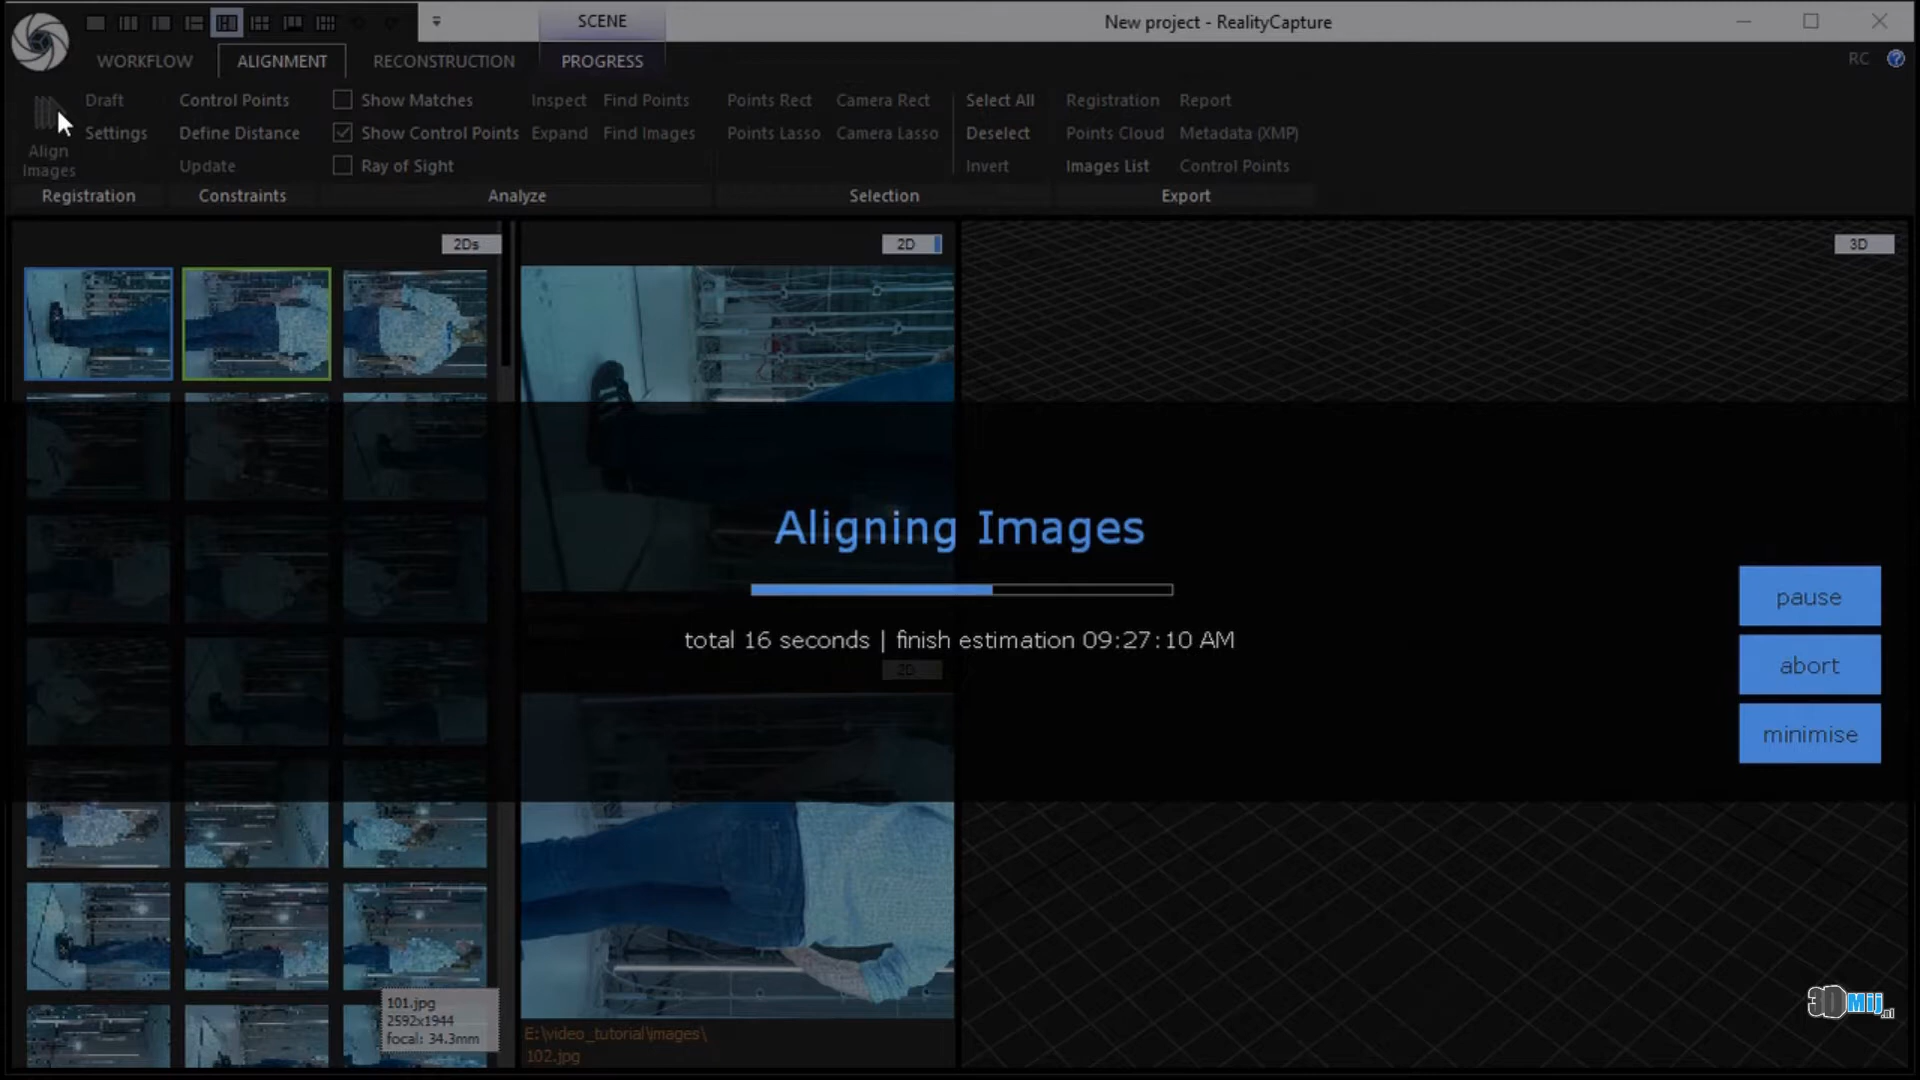 SCENE
New project - RealityCapture
WORKFLOW ALIGNMENT RECONSTRUCTION PROGRESS
RC ?
Draft Control Points Show Matches Inspect Find Points Points Rect Camera Rect Select All Registration Report
Settings Define Distance Show Control Points Expand Find Images Points Lasso Camera Lasso Deselect Points Cloud Metadata (XMP)
Align
Images
Update Ray of Sight Invert Images List Control Points
Registration Constraints Analyze Selection Export
2Ds 2D 3D
Aligning Images
pause
total 16 seconds | finish estimation 09:27:10 AM
abort
2D
minimise
101.jpg
2592x1944
focal: 34.3mm
E:\video_tutorial\images\
102.jpg
3DMij.nl